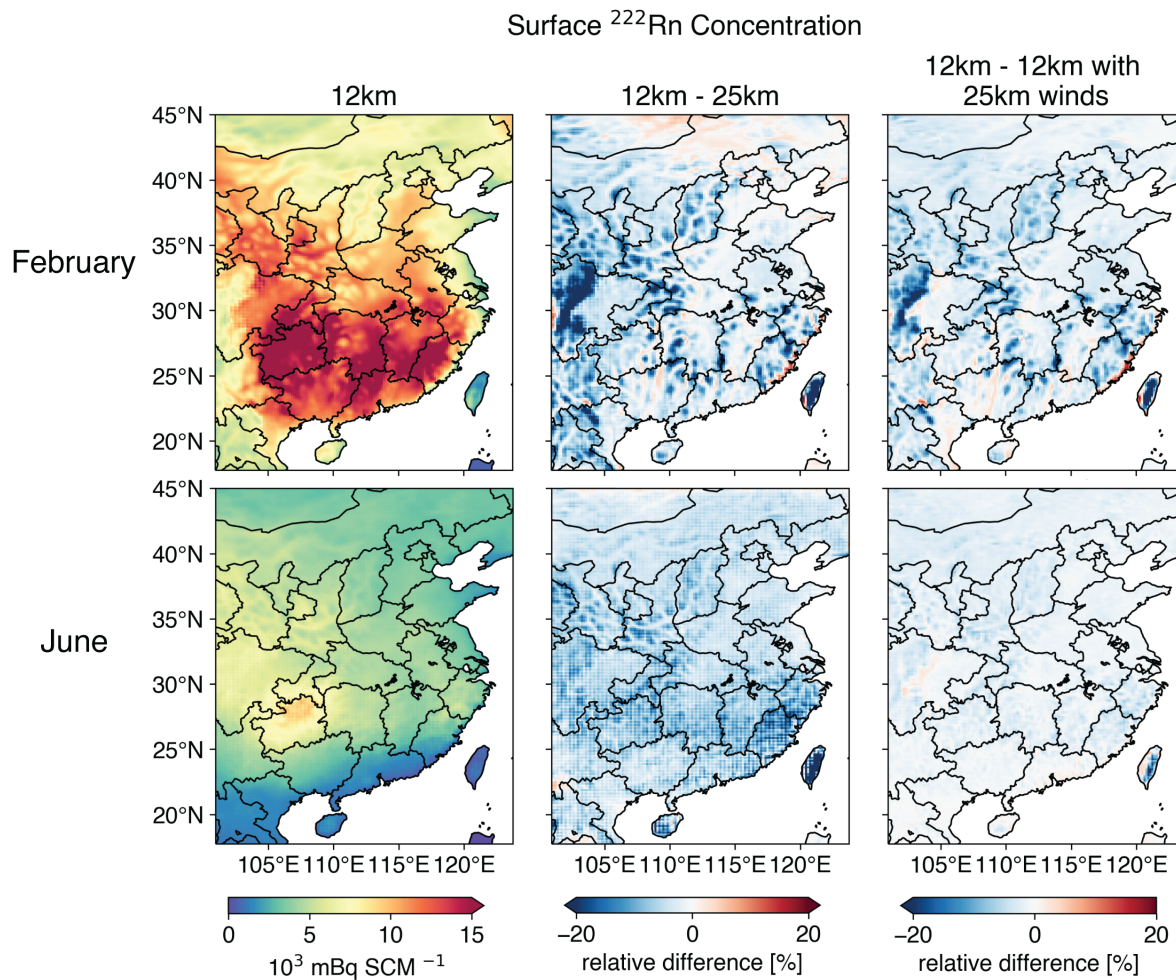 Surface ²²²Rn Concentration
12km
12km - 25km
12km - 12km with
25km winds
February
45°N
40°N
35°N
30°N
25°N
20°N
June
45°N
40°N
35°N
30°N
25°N
20°N
105°E 110°E 115°E 120°E
105°E 110°E 115°E 120°E
105°E 110°E 115°E 120°E
0 5 10 15
10³ mBq SCM ⁻¹
−20 0 20
relative difference [%]
−20 0 20
relative difference [%]